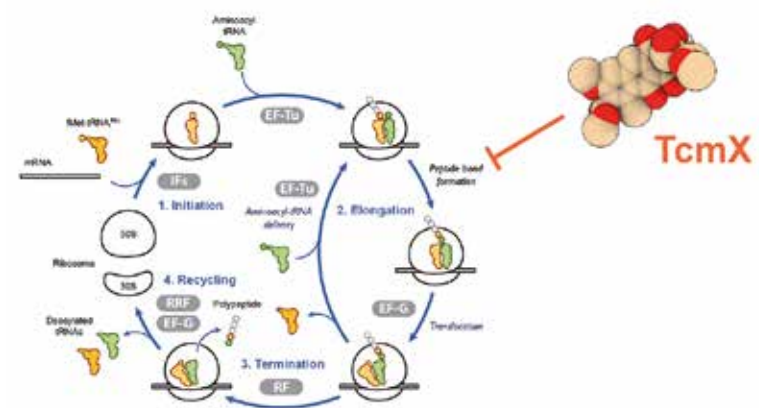 Aminoacyl-
tRNA
EF-Tu
fMet-tRNA
mRNA
IFs
1. Initiation
EF-Tu
Aminoacyl-tRNA
delivery
2. Elongation
Peptide bond
formation
TcmX
50S
Ribosome
30S
4. Recycling
RRF
EF-G
Polypeptide
EF-G
Translocation
Deacylated
tRNAs
3. Termination
RF